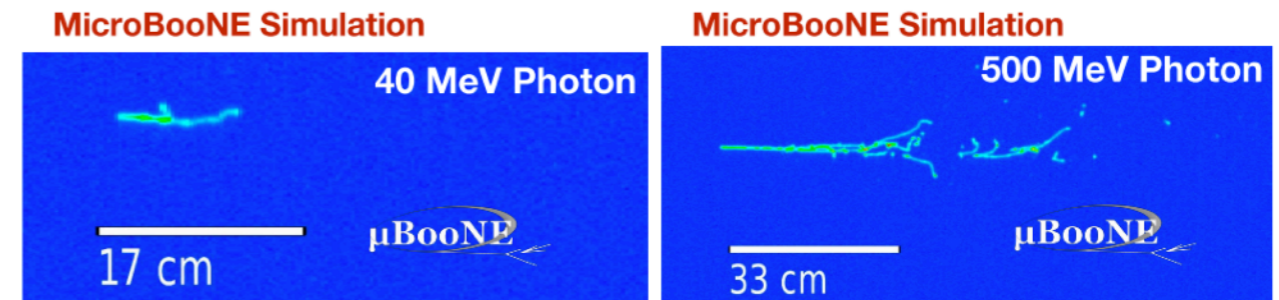 MicroBooNE Simulation
40 MeV Photon
17 cm
μBooNE
MicroBooNE Simulation
500 MeV Photon
33 cm
μBooNE